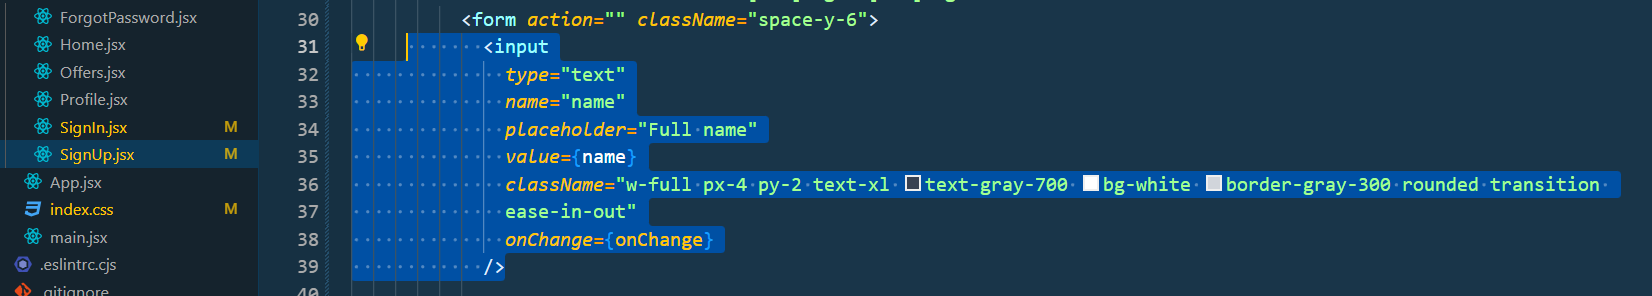 ForgotPassword.jsx
Home.jsx
Offers.jsx
Profile.jsx
SignIn.jsx M
SignUp.jsx M
App.jsx
index.css M
main.jsx
.eslintrc.cjs
.gitignore
30 <form action="" className="space-y-6">
31 <input
32 type="text"
33 name="name"
34 placeholder="Full name"
35 value={name}
36 className="w-full px-4 py-2 text-xl text-gray-700 bg-white border-gray-300 rounded transition
37 ease-in-out"
38 onChange={onChange}
39 />
40